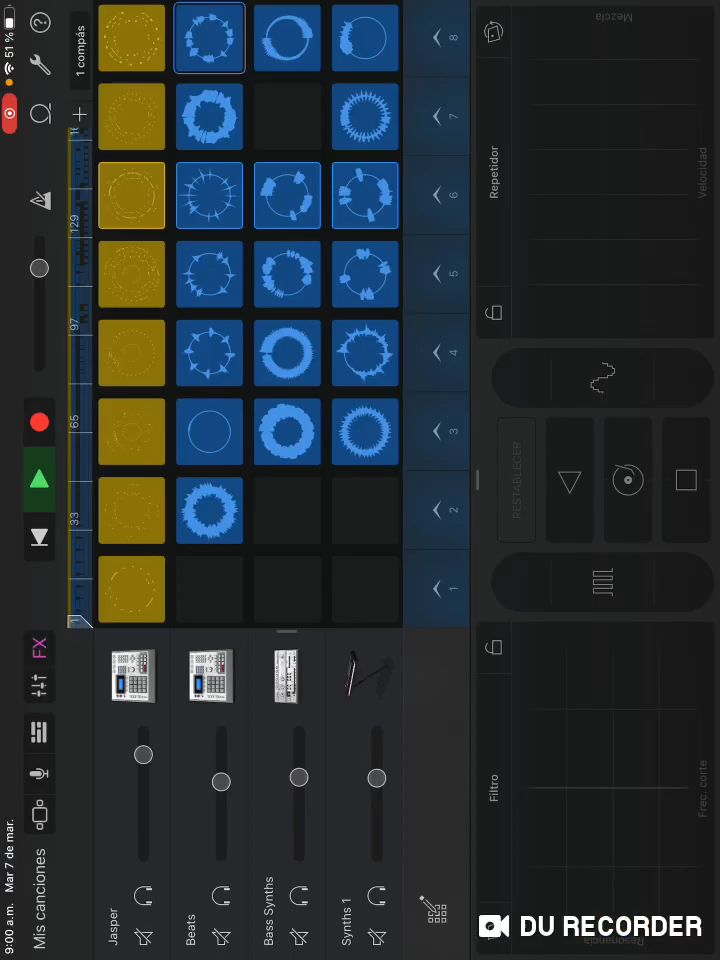 9:00 a.m. Mar 7 de mar.
51 %
Mis canciones
FX
1
33
65
97
129
1 compás
+
Jasper
Beats
Bass Synths
Synths 1
1
2
3
4
5
6
7
8
Filtro
Frec. corte
Resonancia
RESTABLECER
Repetidor
Velocidad
Mezcla
DU RECORDER